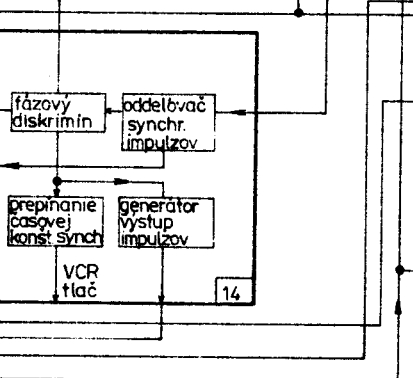 fázový
diskrimín
oddelovač
synchr.
impulzov
prepínanie
časovej
konšt. synch
generátor
výstup
impulzov
VCR
tlač
14